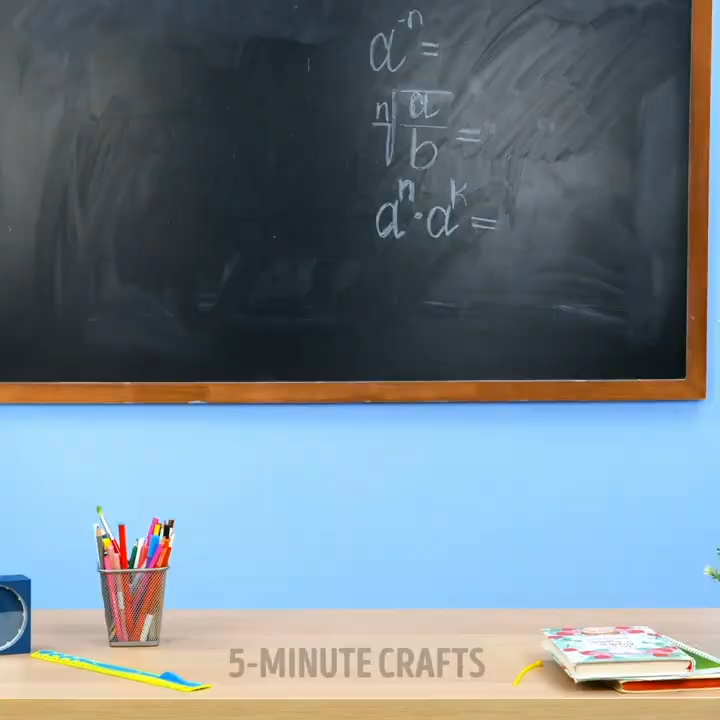 a⁻ⁿ =
ⁿ√(a/b) =
aⁿ · aᵏ =
5-MINUTE CRAFTS